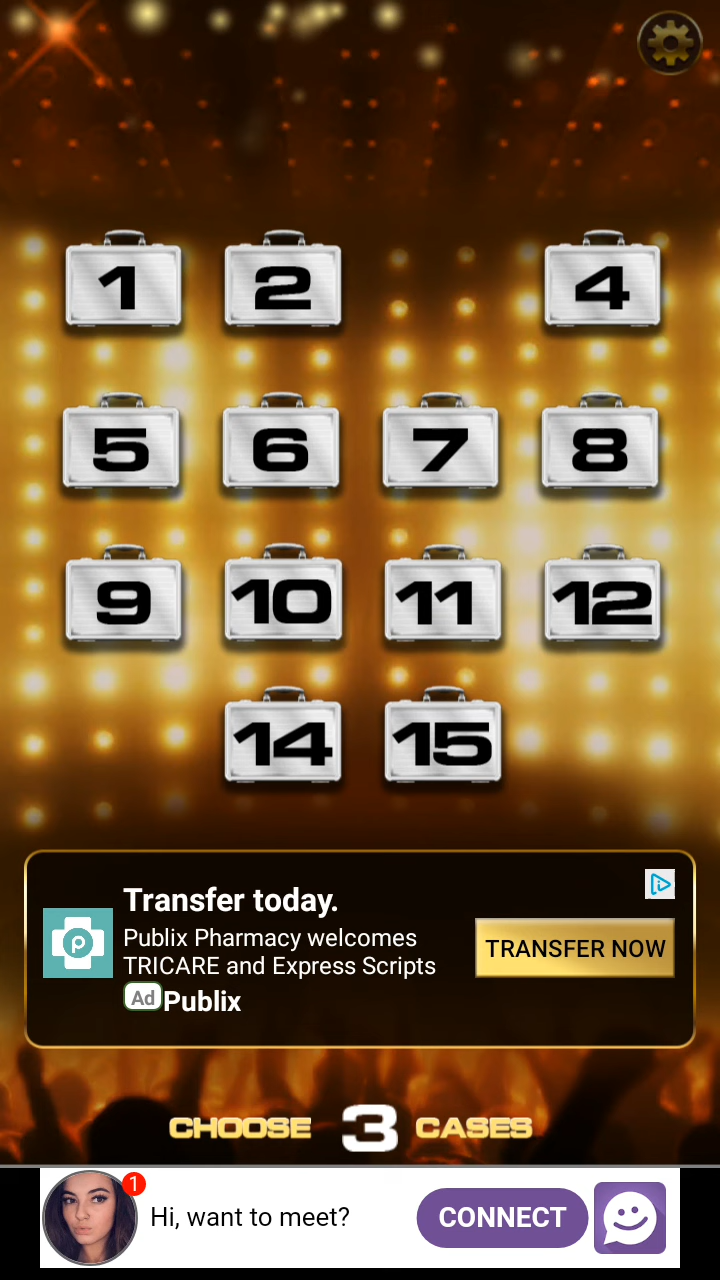 1 2 4
5 6 7 8
9 10 11 12
14 15
Transfer today.
Publix Pharmacy welcomes
TRICARE and Express Scripts
Ad Publix
TRANSFER NOW
CHOOSE 3 CASES
1
Hi, want to meet?
CONNECT